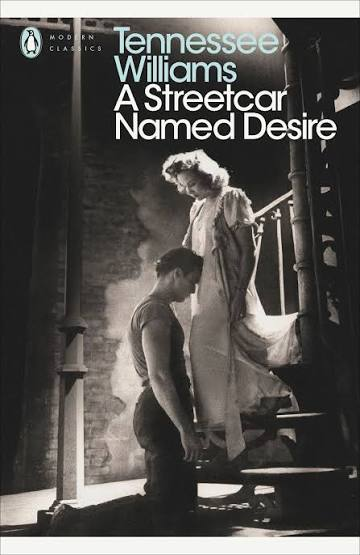 MODERN
CLASSICS
Tennessee
Williams
A Streetcar
Named Desire